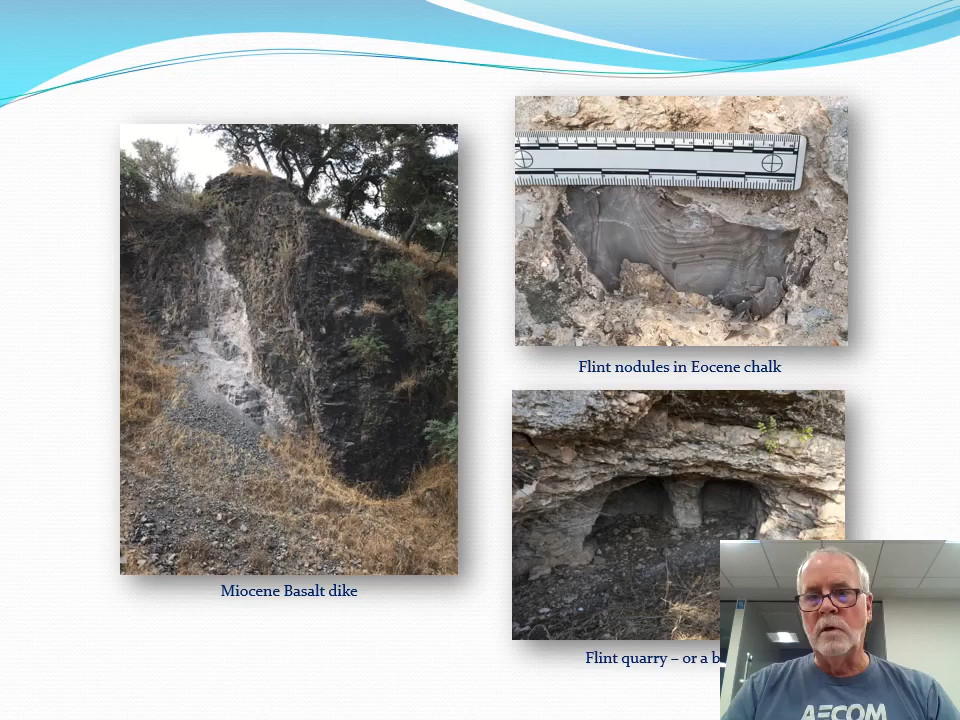 Flint nodules in Eocene chalk
Miocene Basalt dike
Flint quarry – or a b
AECOM